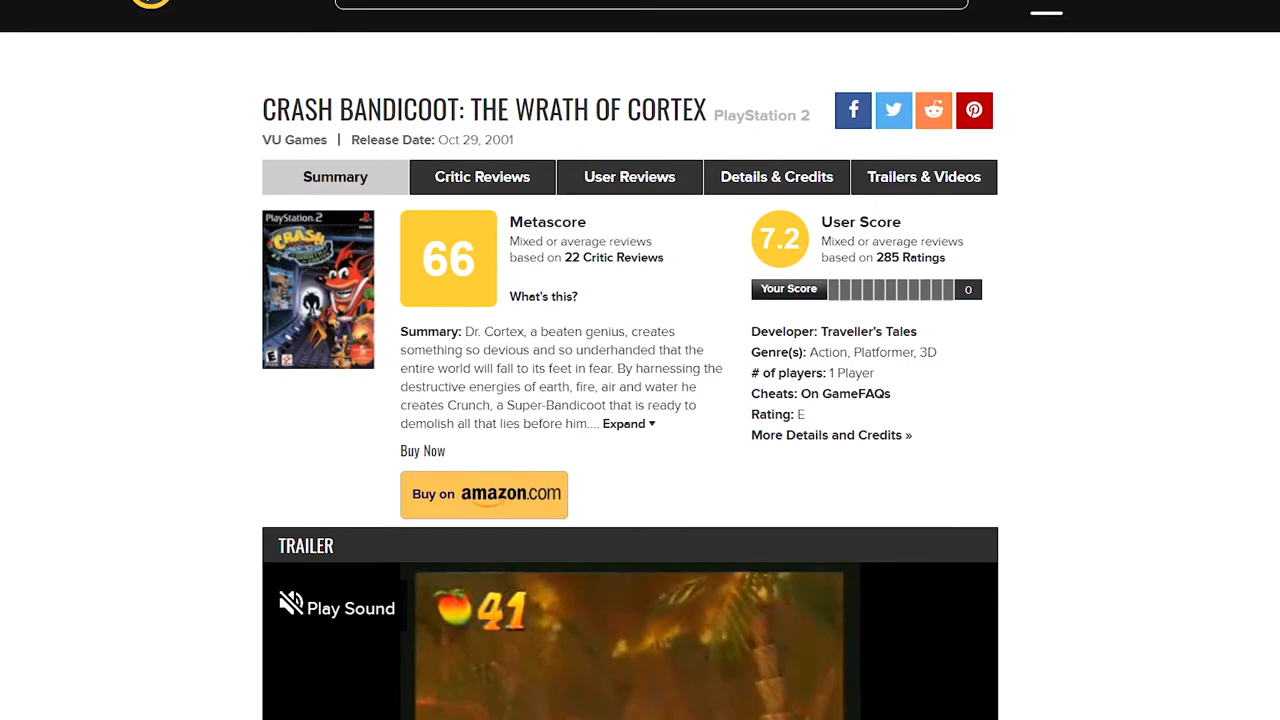 CRASH BANDICOOT: THE WRATH OF CORTEX PlayStation 2
VU Games | Release Date: Oct 29, 2001
Summary Critic Reviews User Reviews Details & Credits Trailers & Videos
PlayStation 2
CRASH
66
Metascore
Mixed or average reviews
based on 22 Critic Reviews
What's this?
7.2
User Score
Mixed or average reviews
based on 285 Ratings
Your Score 0
Summary: Dr. Cortex, a beaten genius, creates
something so devious and so underhanded that the
entire world will fall to its feet in fear. By harnessing the
destructive energies of earth, fire, air and water he
creates Crunch, a Super-Bandicoot that is ready to
demolish all that lies before him.... Expand ▾
Developer: Traveller's Tales
Genre(s): Action, Platformer, 3D
# of players: 1 Player
Cheats: On GameFAQs
Rating: E
More Details and Credits »
Buy Now
Buy on amazon.com
TRAILER
Play Sound
41